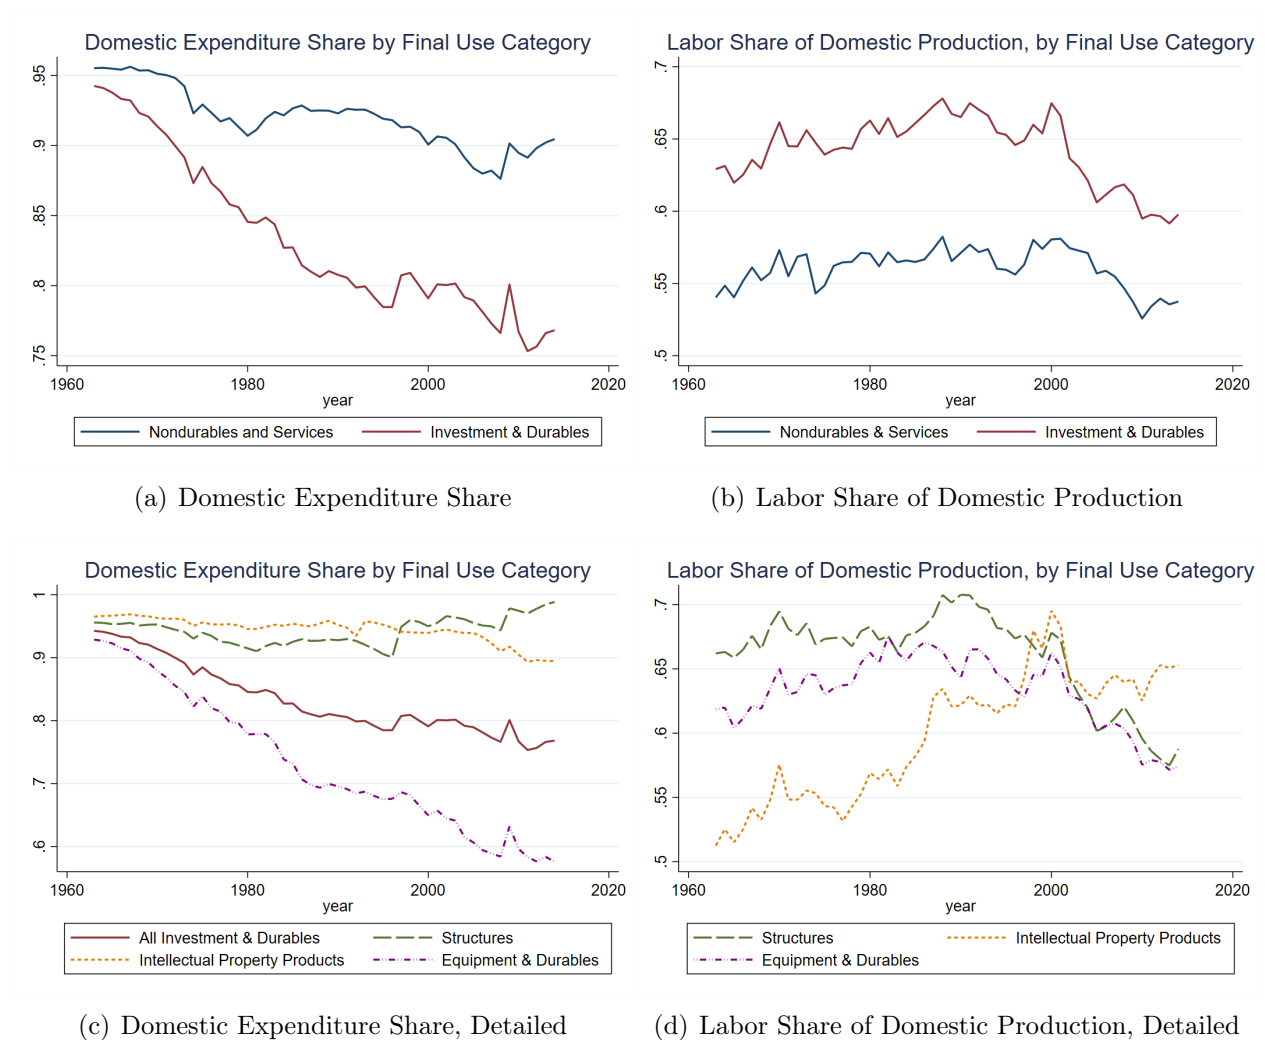 Domestic Expenditure Share by Final Use Category
.95
.9
.85
.8
.75
1960 1980 2000 2020
year
Nondurables and Services Investment & Durables
(a) Domestic Expenditure Share
Labor Share of Domestic Production, by Final Use Category
.7
.65
.6
.55
.5
1960 1980 2000 2020
year
Nondurables & Services Investment & Durables
(b) Labor Share of Domestic Production
Domestic Expenditure Share by Final Use Category
1
.9
.8
.7
.6
1960 1980 2000 2020
year
All Investment & Durables Structures
Intellectual Property Products Equipment & Durables
(c) Domestic Expenditure Share, Detailed
Labor Share of Domestic Production, by Final Use Category
.7
.65
.6
.55
.5
1960 1980 2000 2020
year
Structures Intellectual Property Products
Equipment & Durables
(d) Labor Share of Domestic Production, Detailed